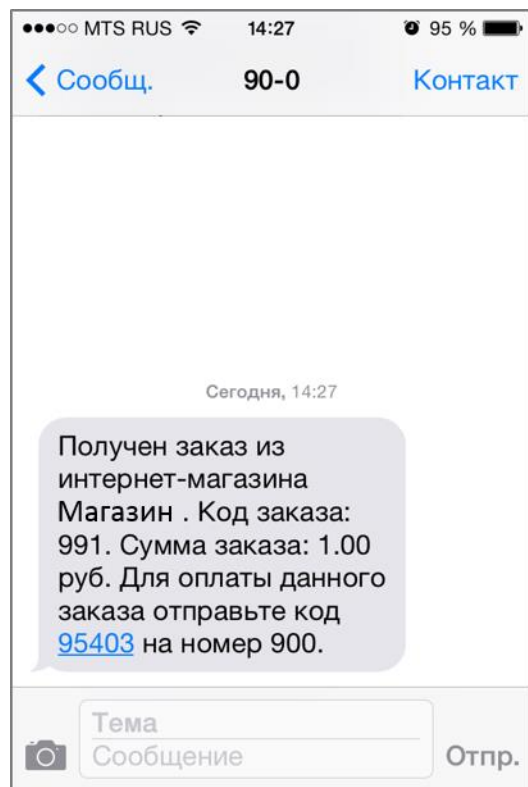 MTS RUS 14:27 95 %
Сообщ. 90-0 Контакт
Сегодня, 14:27
Получен заказ из
интернет-магазина
Магазин . Код заказа:
991. Сумма заказа: 1.00
руб. Для оплаты данного
заказа отправьте код
95403 на номер 900.
Тема
Сообщение Отпр.